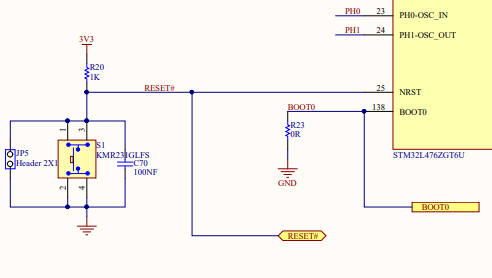 PH0 23 PH0-OSC_IN
PH1 24 PH1-OSC_OUT
3V3
R20
1K
RESET# 25 NRST
BOOT0 138 BOOT0
R23
0R
1 3
S1
JP5 KMR231GLFS
Header 2X1 C70
100NF
2 4
GND
STM32L476ZGT6U
BOOT0
RESET#